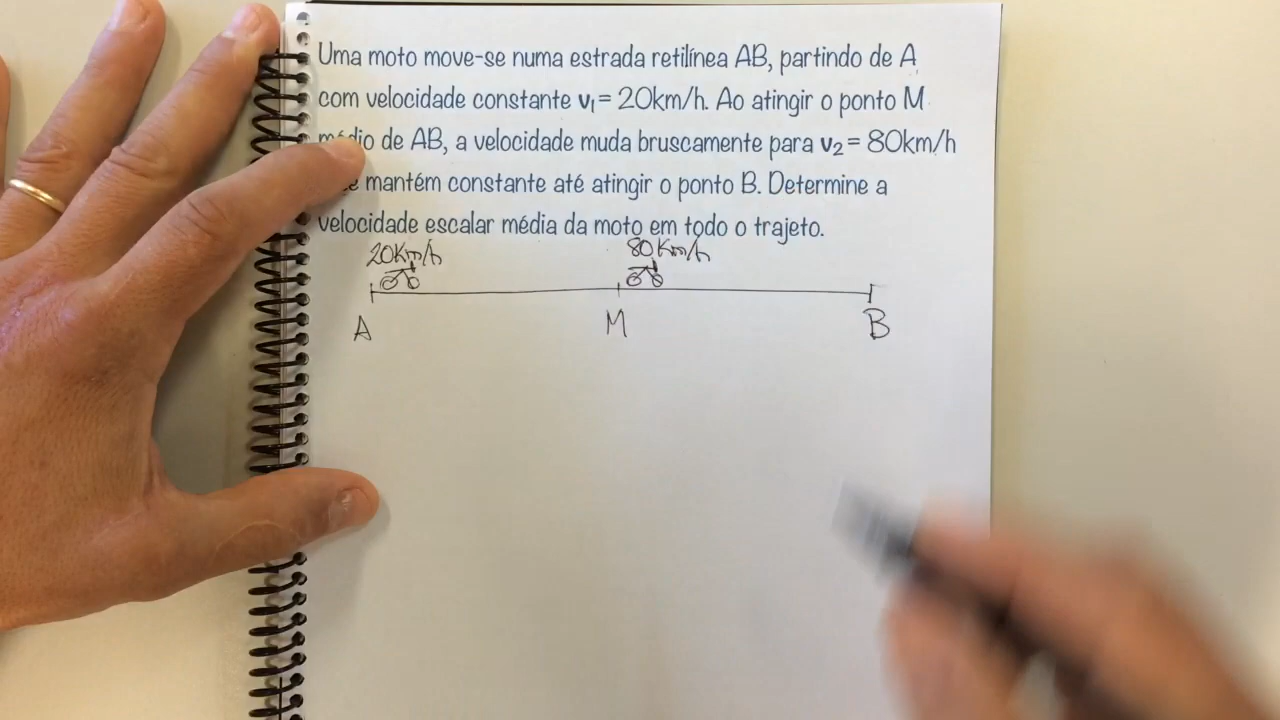 Uma moto move-se numa estrada retilínea AB, partindo de A
com velocidade constante v₁ = 20km/h. Ao atingir o ponto M
médio de AB, a velocidade muda bruscamente para v₂ = 80km/h
mantém constante até atingir o ponto B. Determine a
velocidade escalar média da moto em todo o trajeto.
20Km/h 80Km/h
A M B